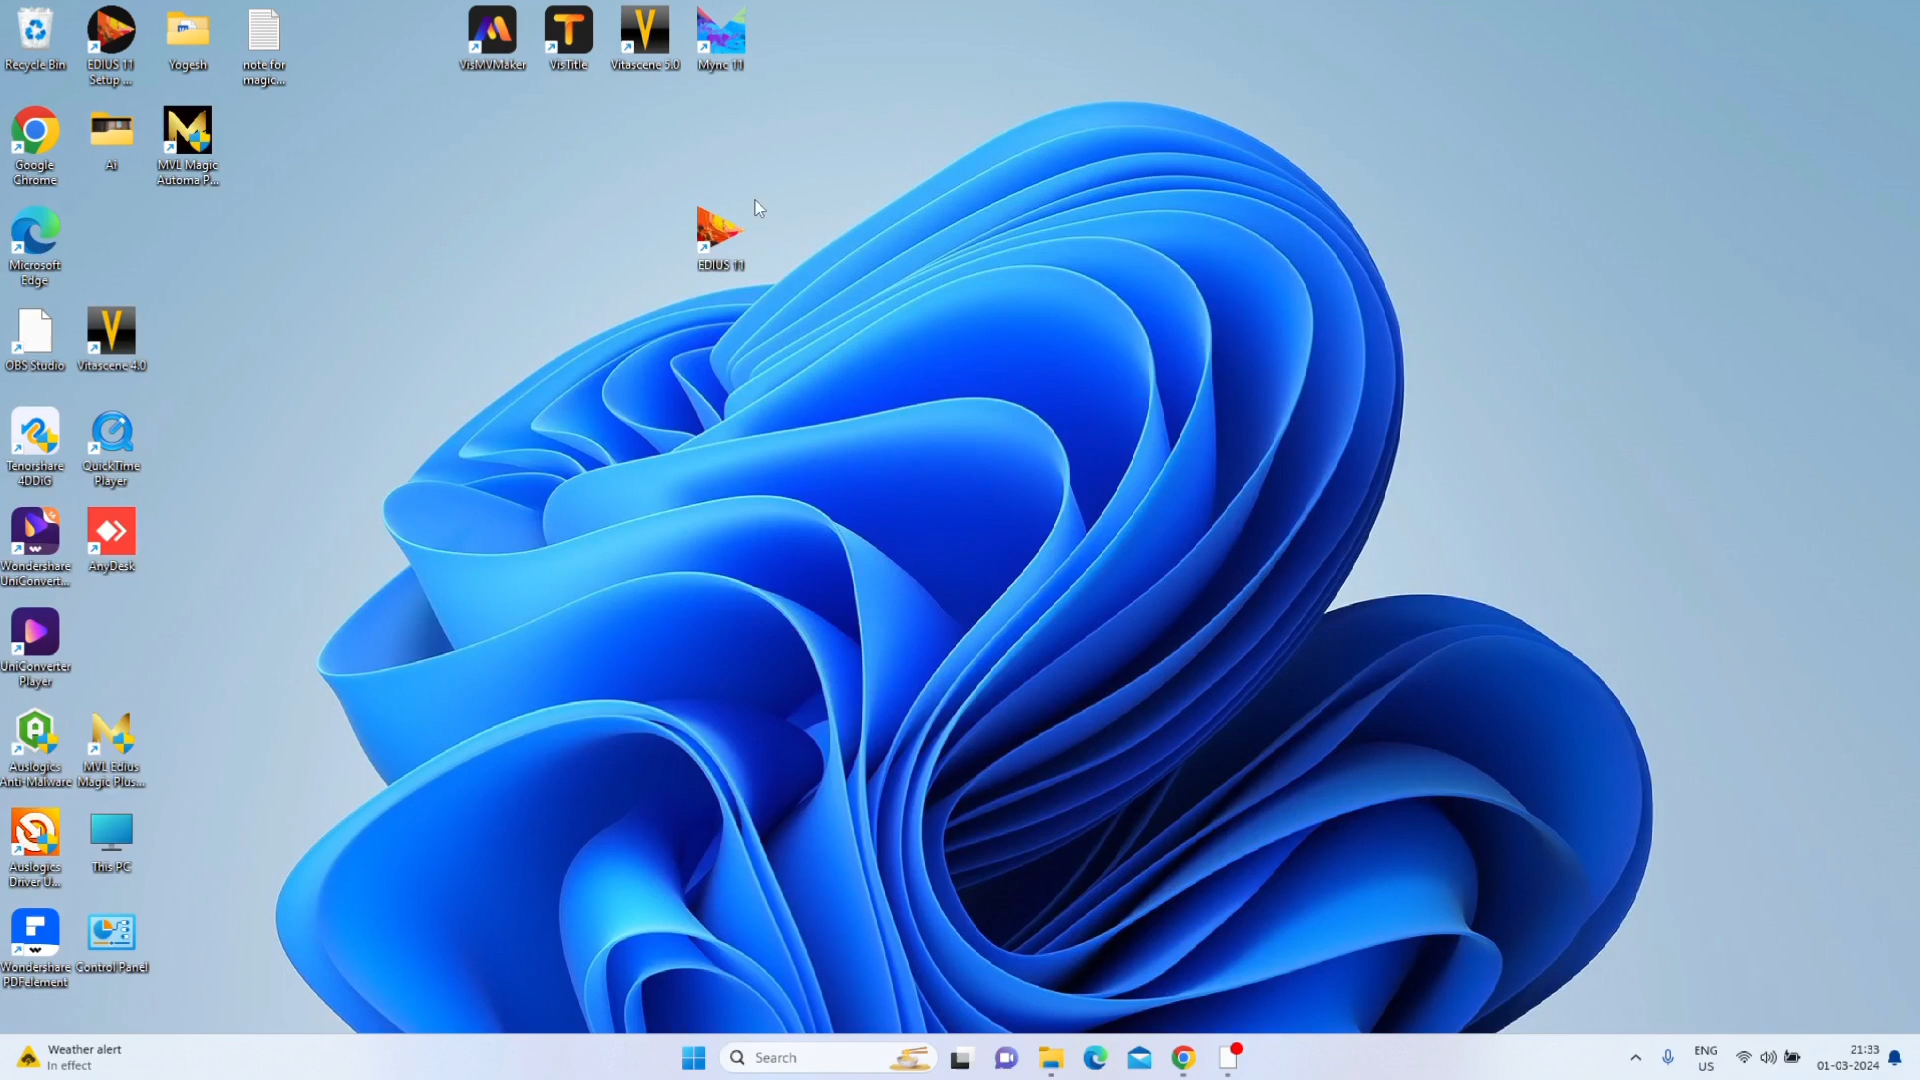 Recycle Bin
EDIUS 11
Setup ...
Yogesh
note for
magic...
VisMVMaker
VisTitle
Vitascene 5.0
Mync 11
Google
Chrome
Ai
MVL Magic
Automa P...
Microsoft
Edge
EDIUS 11
OBS Studio
Vitascene 4.0
Tenorshare
4DDiG
QuickTime
Player
Wondershare
UniConvert...
AnyDesk
UniConverter
Player
Auslogics
Anti-Malware
MVL Edius
Magic Plus...
Auslogics
Driver U...
This PC
Wondershare
PDFelement
Control Panel
Weather alert
In effect
Search
ENG
US
21:33
01-03-2024